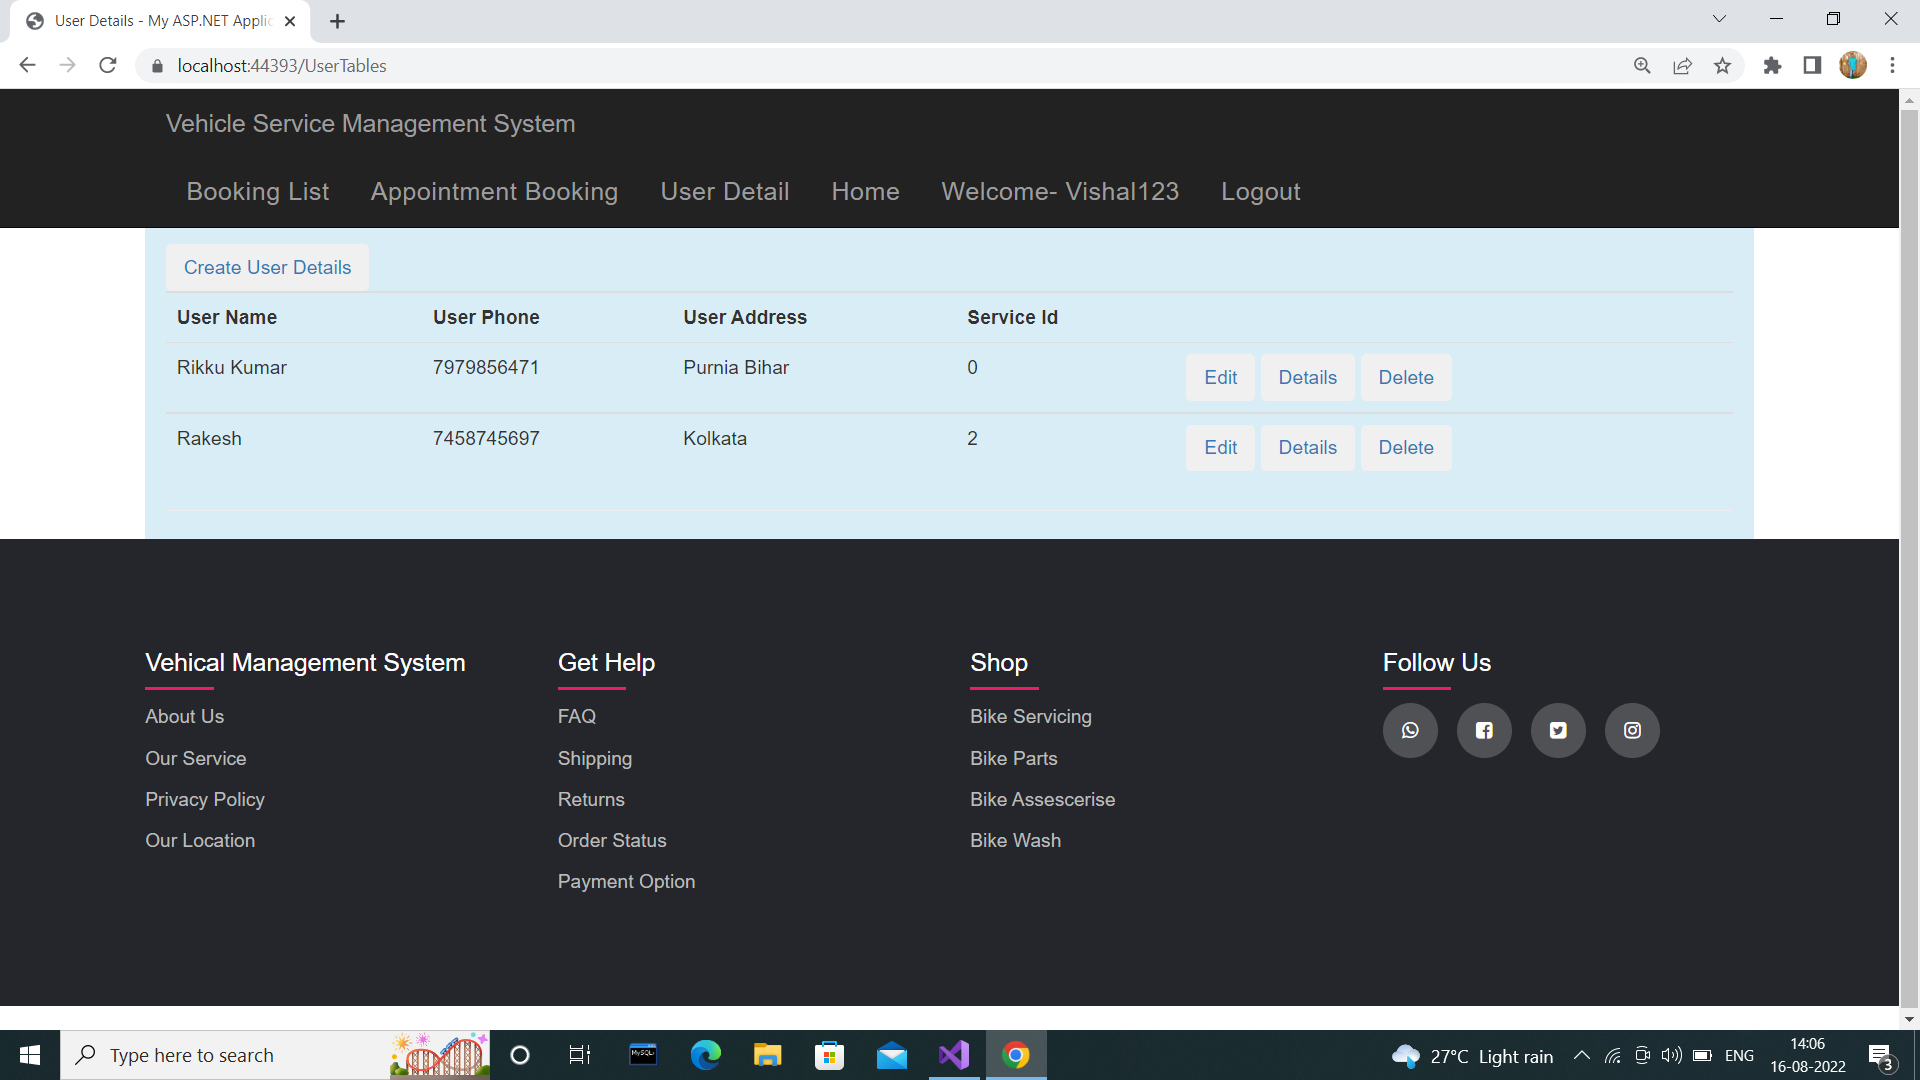 User Details - My ASP.NET Applic
localhost:44393/UserTables
Vehicle Service Management System
Booking List Appointment Booking User Detail Home Welcome- Vishal123 Logout
Create User Details
User Name User Phone User Address Service Id
Rikku Kumar 7979856471 Purnia Bihar 0 Edit Details Delete
Rakesh 7458745697 Kolkata 2 Edit Details Delete
Vehical Management System
About Us
Our Service
Privacy Policy
Our Location
Get Help
FAQ
Shipping
Returns
Order Status
Payment Option
Shop
Bike Servicing
Bike Parts
Bike Assescerise
Bike Wash
Follow Us
Type here to search
MySQL
27°C Light rain
ENG
14:06
16-08-2022
3